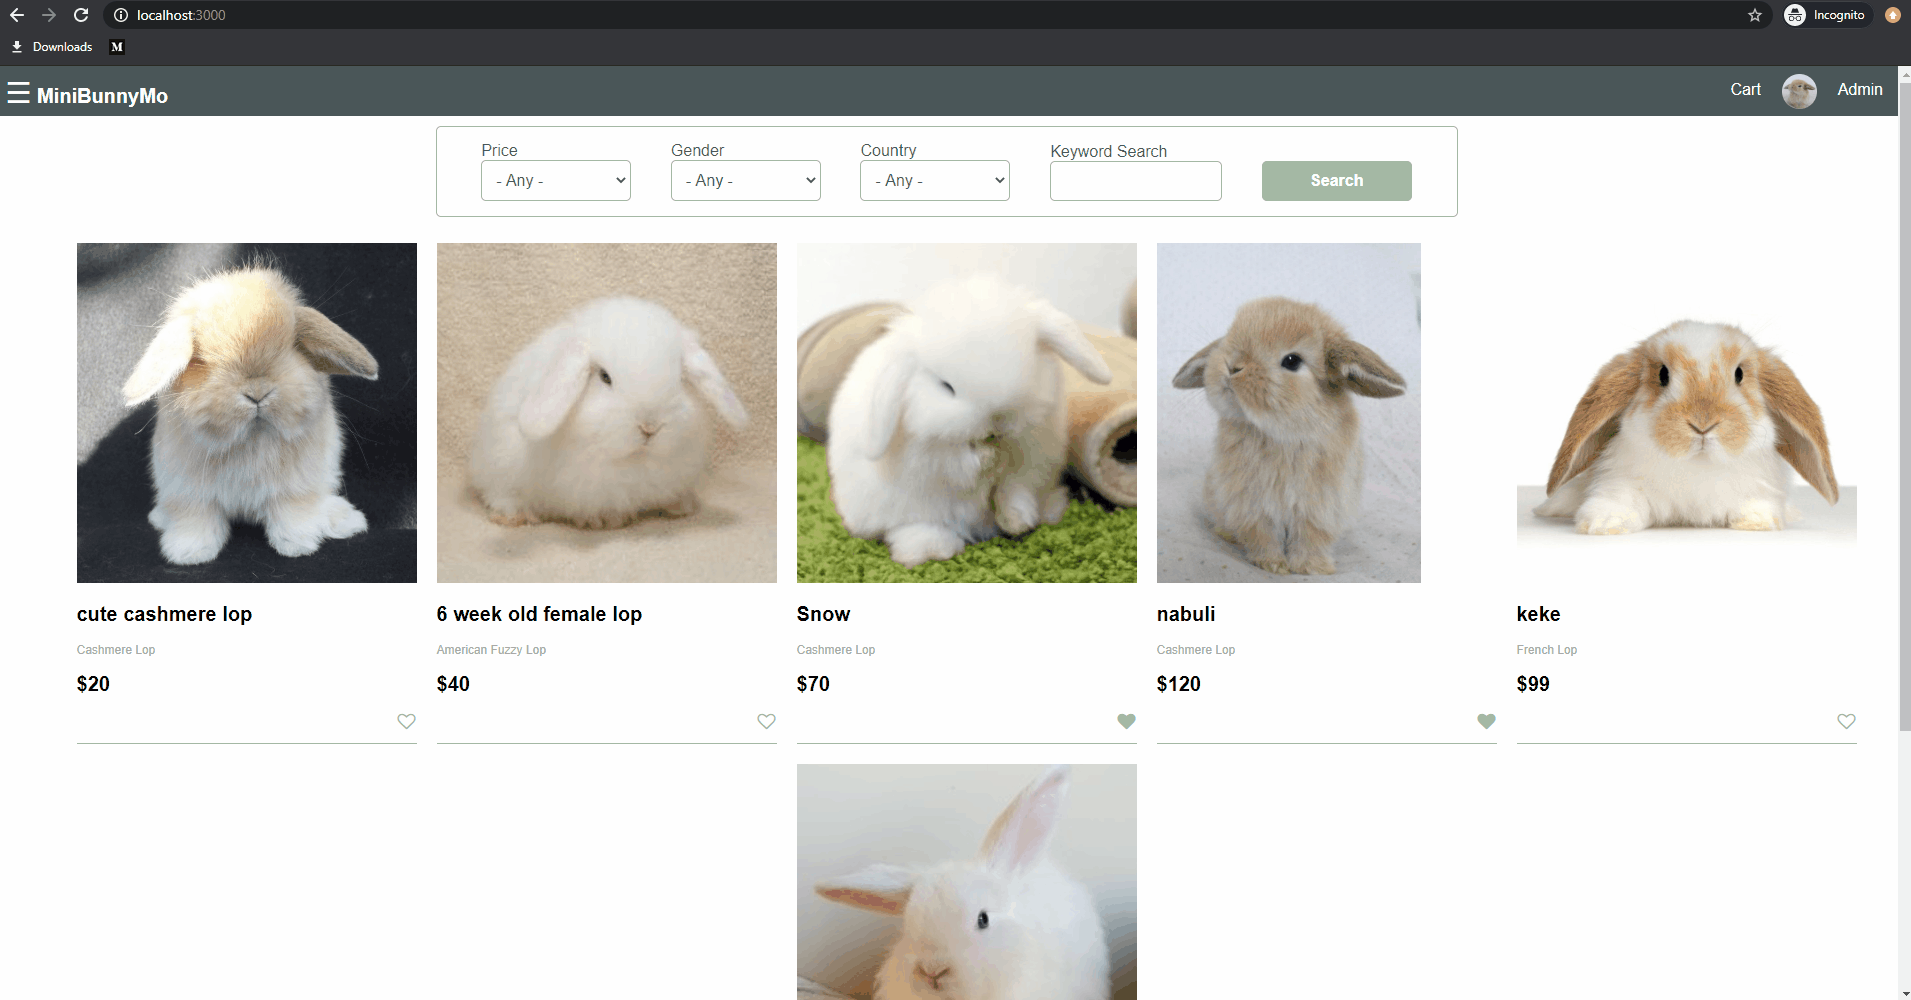 localhost:3000
Incognito
Downloads
M
☰ MiniBunnyMo
Cart
Admin
Price
Gender
Country
Keyword Search
- Any -
- Any -
- Any -
Search
cute cashmere lop
6 week old female lop
Snow
nabuli
keke
Cashmere Lop
American Fuzzy Lop
Cashmere Lop
Cashmere Lop
French Lop
$20
$40
$70
$120
$99